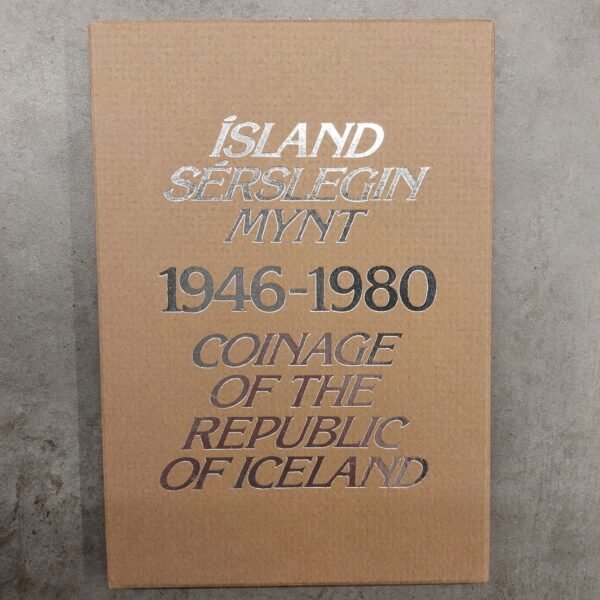 ÍSLAND
SÉRSLEGIN
MYNT
1946-1980
COINAGE
OF THE
REPUBLIC
OF ICELAND